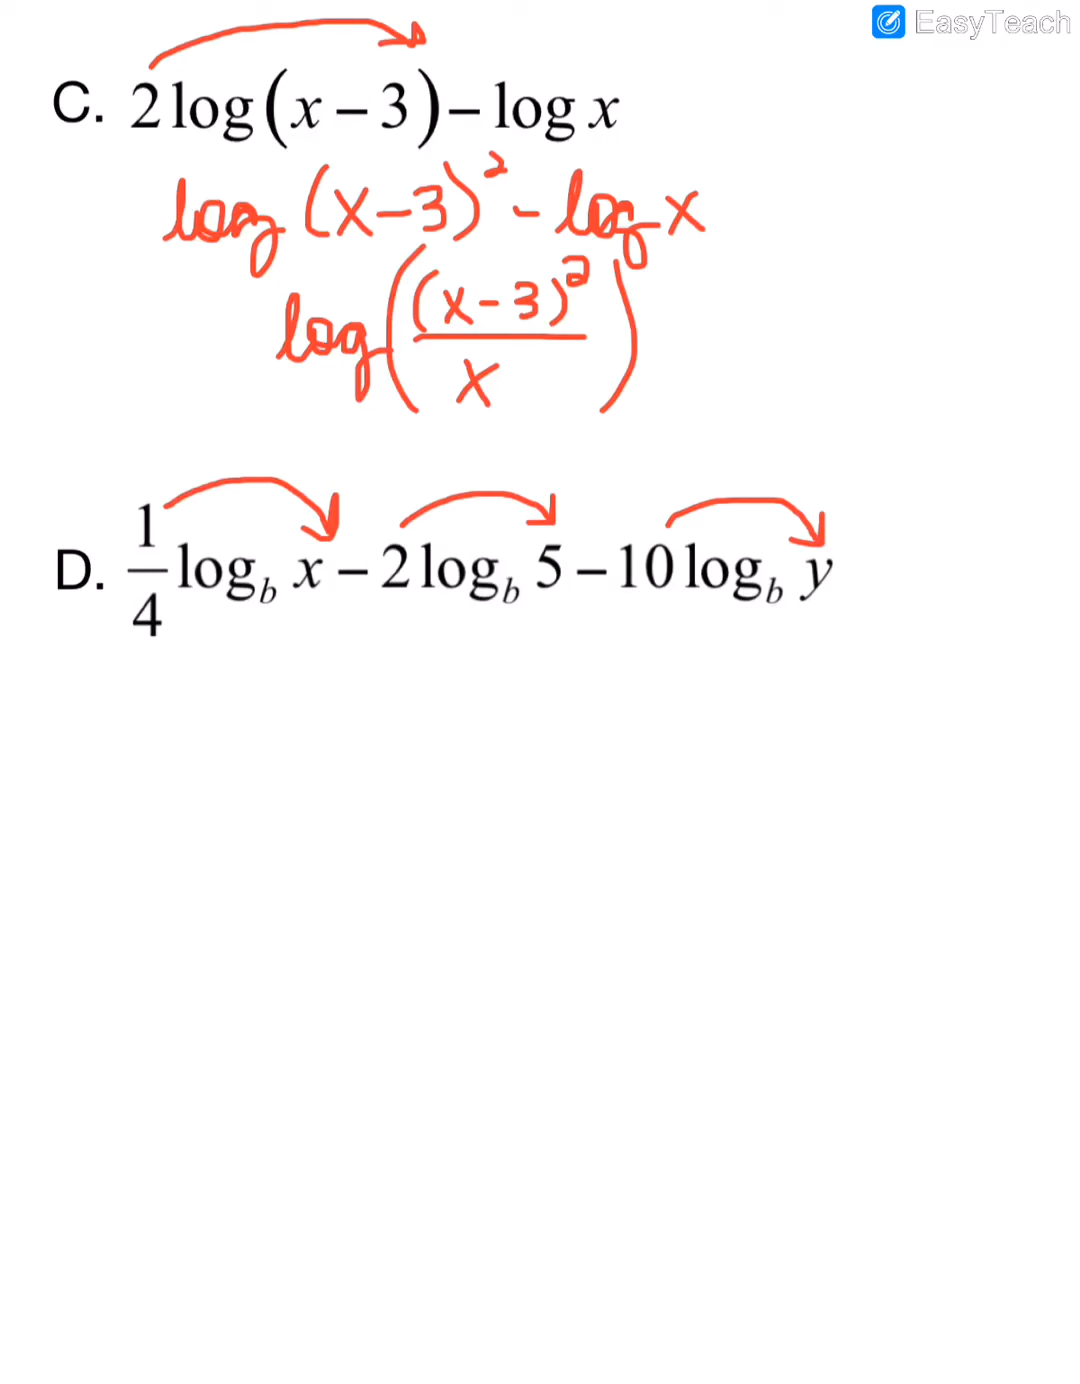 EasyTeach
C. 2 log(x − 3) − log x
log (x − 3)² − log x
log((x − 3)² / x)
D. 1/4 log_b x − 2 log_b 5 − 10 log_b y